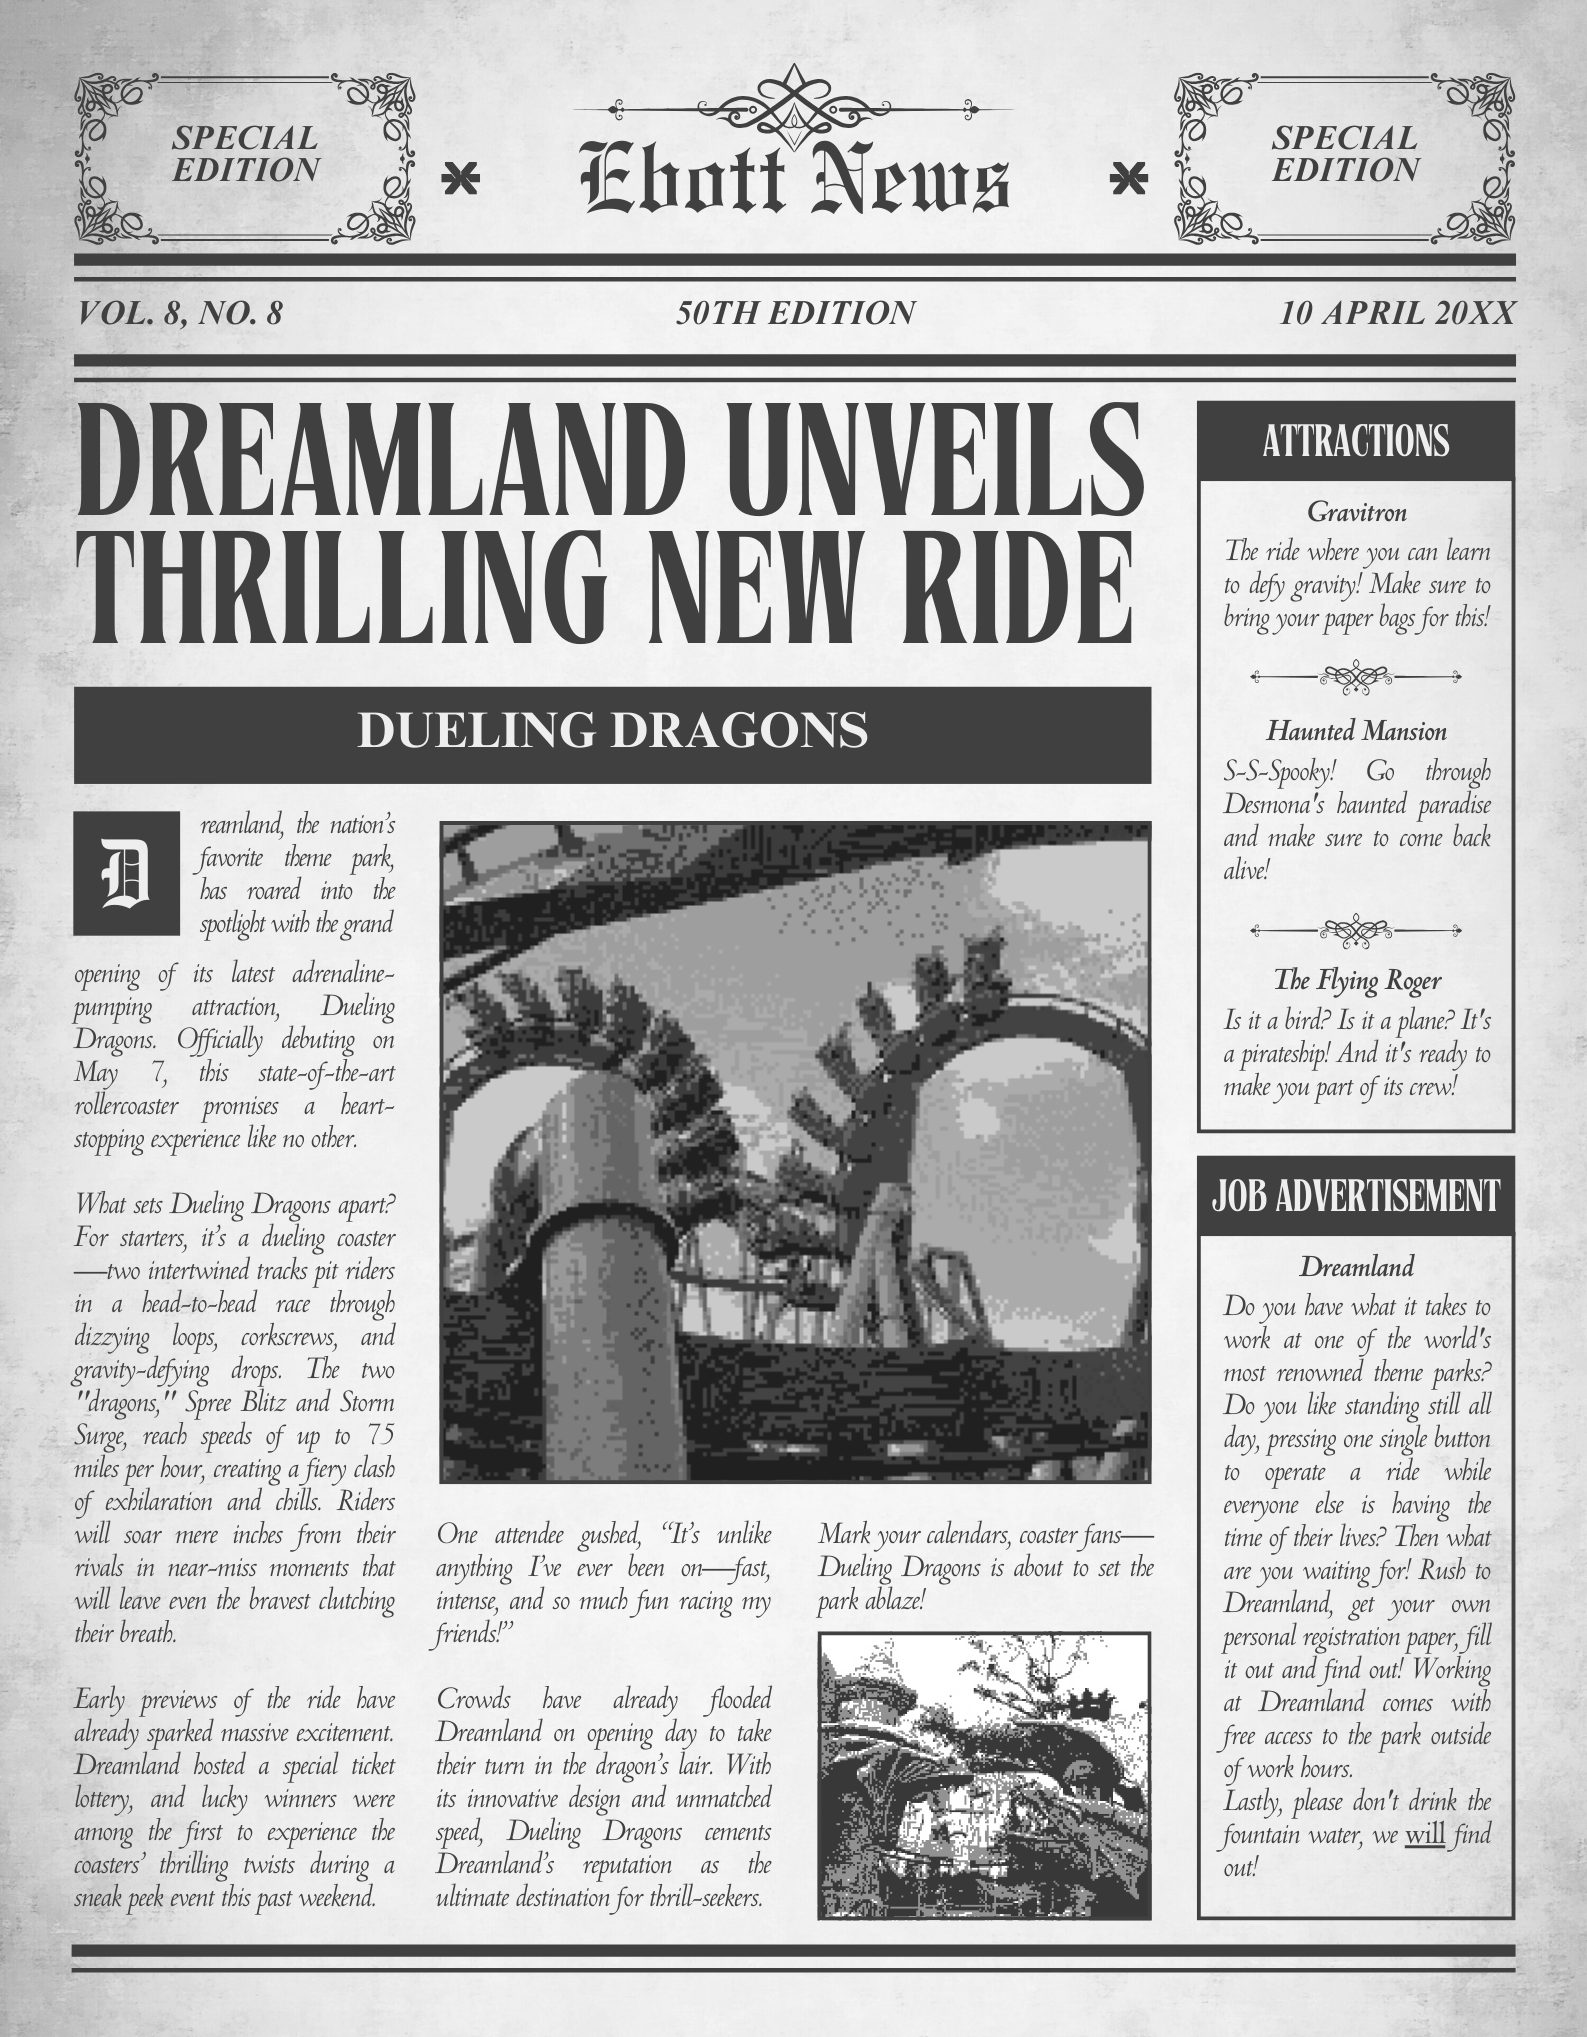 SPECIAL
EDITION
Ebott News
SPECIAL
EDITION
VOL. 8, NO. 8
50TH EDITION
10 APRIL 20XX
DREAMLAND UNVEILS
THRILLING NEW RIDE
DUELING DRAGONS
D
reamland, the nation’s
favorite theme park,
has roared into the
spotlight with the grand
opening of its latest adrenaline-
pumping attraction, Dueling
Dragons. Officially debuting on
May 7, this state-of-the-art
rollercoaster promises a heart-
stopping experience like no other.
What sets Dueling Dragons apart?
For starters, it’s a dueling coaster
—two intertwined tracks pit riders
in a head-to-head race through
dizzying loops, corkscrews, and
gravity-defying drops. The two
"dragons," Spree Blitz and Storm
Surge, reach speeds of up to 75
miles per hour, creating a fiery clash
of exhilaration and chills. Riders
will soar mere inches from their
rivals in near-miss moments that
will leave even the bravest clutching
their breath.
Early previews of the ride have
already sparked massive excitement.
Dreamland hosted a special ticket
lottery, and lucky winners were
among the first to experience the
coasters’ thrilling twists during a
sneak peek event this past weekend.
One attendee gushed, “It’s unlike
anything I’ve ever been on—fast,
intense, and so much fun racing my
friends!”
Crowds have already flooded
Dreamland on opening day to take
their turn in the dragon’s lair. With
its innovative design and unmatched
speed, Dueling Dragons cements
Dreamland’s reputation as the
ultimate destination for thrill-seekers.
Mark your calendars, coaster fans—
Dueling Dragons is about to set the
park ablaze!
ATTRACTIONS
Gravitron
The ride where you can learn
to defy gravity! Make sure to
bring your paper bags for this!
Haunted Mansion
S-S-Spooky! Go through
Desmona's haunted paradise
and make sure to come back
alive!
The Flying Roger
Is it a bird? Is it a plane? It's
a pirateship! And it's ready to
make you part of its crew!
JOB ADVERTISEMENT
Dreamland
Do you have what it takes to
work at one of the world's
most renowned theme parks?
Do you like standing still all
day, pressing one single button
to operate a ride while
everyone else is having the
time of their lives? Then what
are you waiting for! Rush to
Dreamland, get your own
personal registration paper, fill
it out and find out! Working
at Dreamland comes with
free access to the park outside
of work hours.
Lastly, please don't drink the
fountain water, we will find
out!